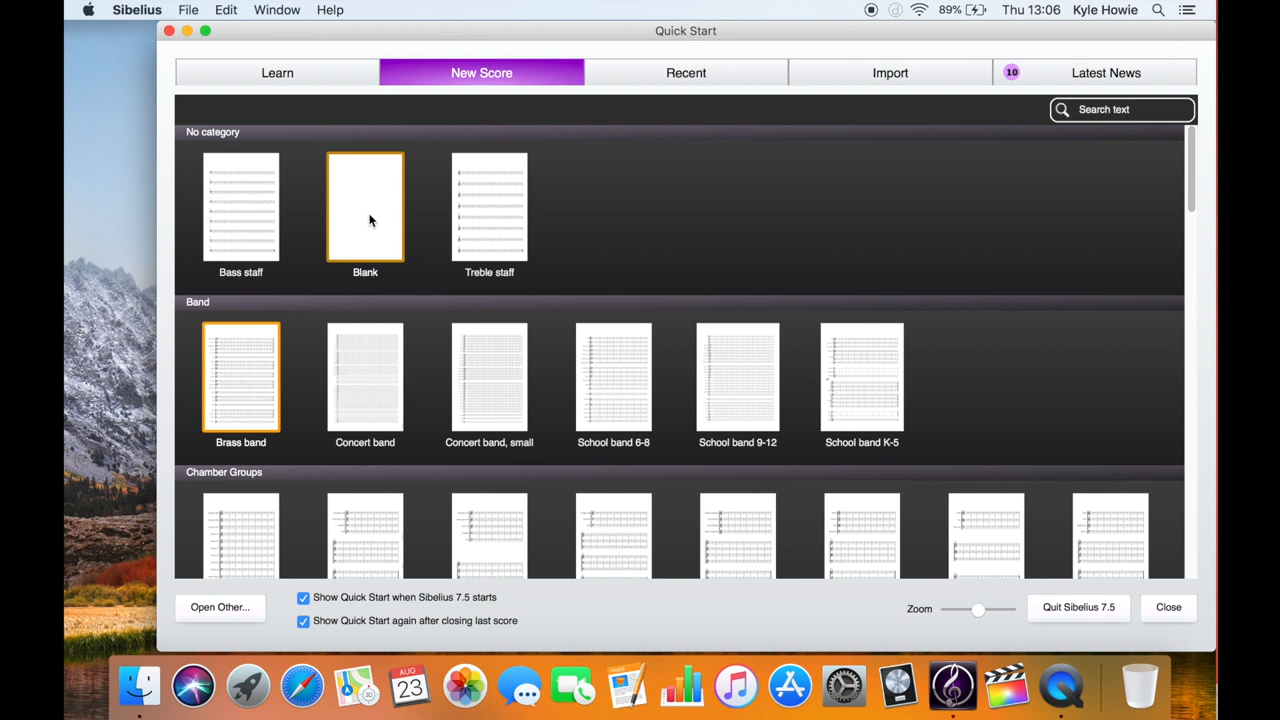 Sibelius File Edit Window Help 89% Thu 13:06 Kyle Howie
Quick Start
Learn New Score Recent Import 10 Latest News
Search text
No category
Bass staff Blank Treble staff
Band
Brass band Concert band Concert band, small School band 6-8 School band 9-12 School band K-5
Chamber Groups
Open Other... Show Quick Start when Sibelius 7.5 starts Zoom Quit Sibelius 7.5 Close
Show Quick Start again after closing last score
AUG
23